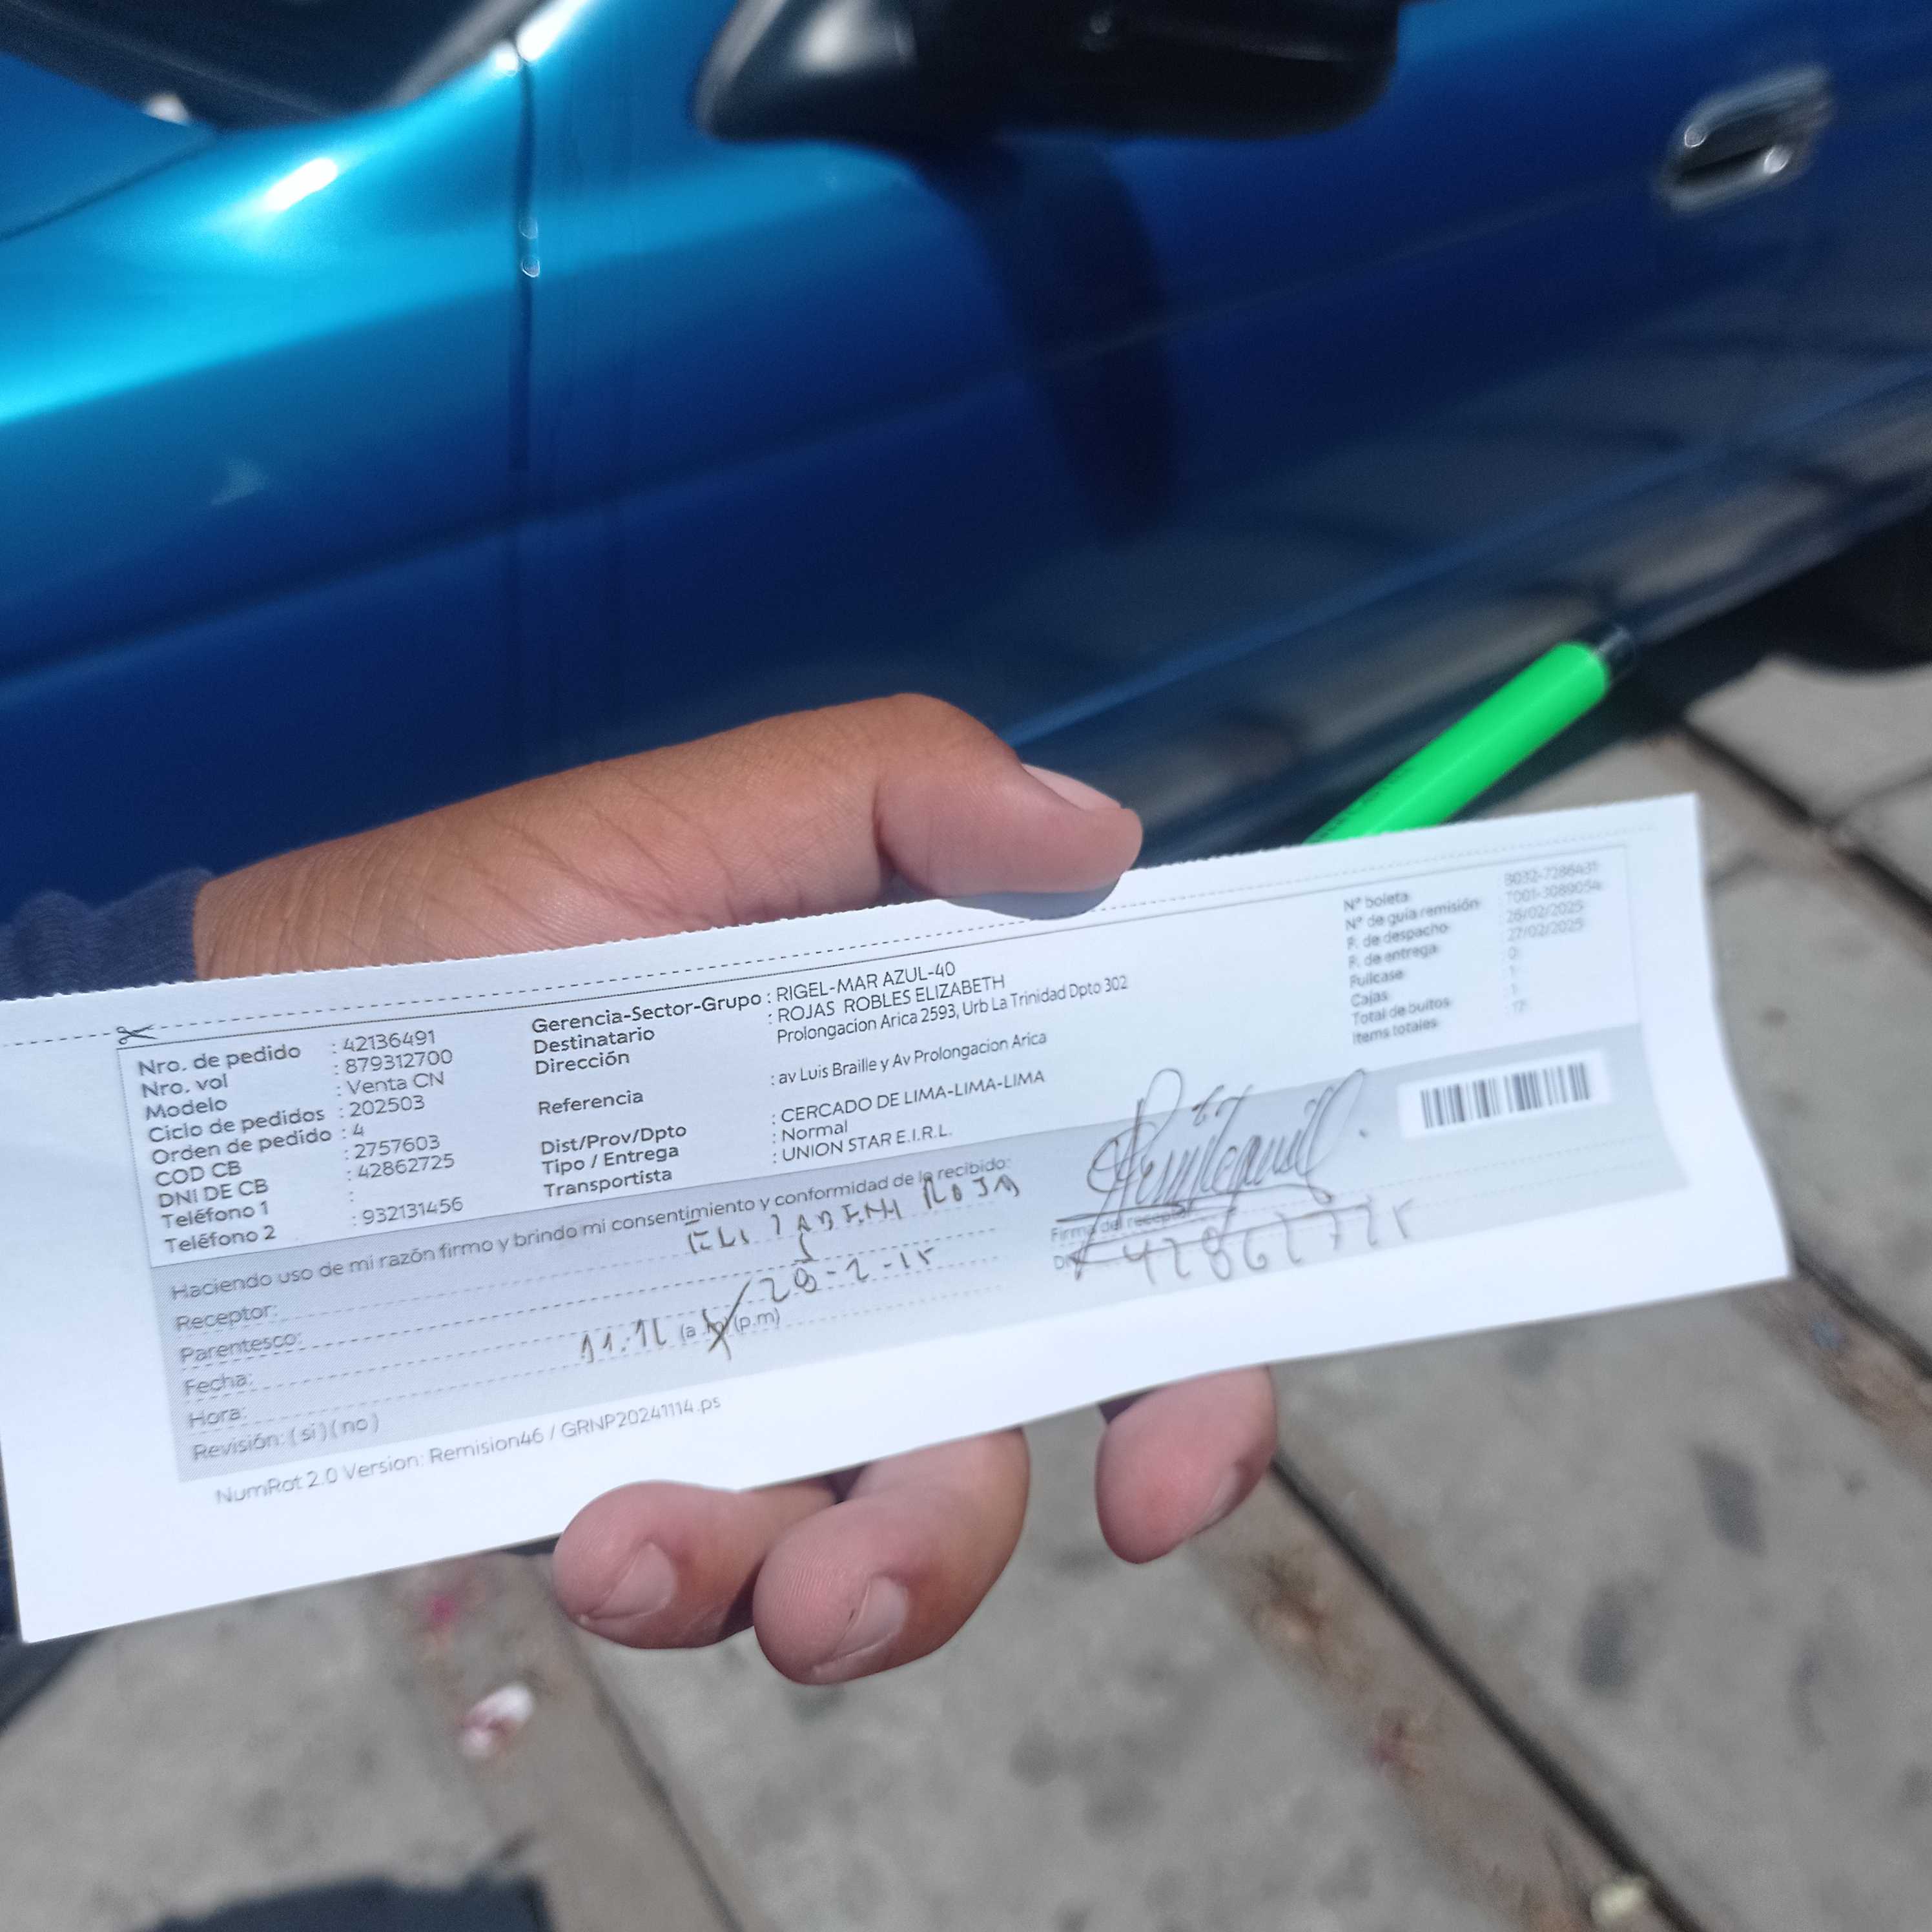 Nro. de pedido : 42136491
Nro. vol : 879312700
Modelo : Venta CN
Ciclo de pedidos : 202503
Orden de pedido : 4
COD CB : 2757603
DNI DE CB : 42862725
Teléfono 1 :
Teléfono 2 : 932131456
Gerencia-Sector-Grupo : RIGEL-MAR AZUL-40
Destinatario : ROJAS ROBLES ELIZABETH
Dirección Prolongacion Arica 2593, Urb La Trinidad Dpto 302
Referencia : av Luis Braille y Av Prolongacion Arica
Dist/Prov/Dpto : CERCADO DE LIMA-LIMA-LIMA
Tipo / Entrega : Normal
Transportista : UNION STAR E.I.R.L.
N° boleta : B032-7286431
N° de guía remisión : T001-3089054
F. de despacho : 26/02/2025
F. de entrega : 27/02/2025
Fullcase : 0
Cajas : 1
Total de bultos : 1
Items totales : 17
Haciendo uso de mi razón firmo y brindo mi consentimiento y conformidad de lo recibido:
Receptor: ELIZABETH ROJA
Parentesco: S
Fecha: 28-2-25
Hora: (a.m) (p.m)
Revisión: ( si ) ( no )
Firma del receptor
42862725
NumRot 2.0 Version: Remision46 / GRNP20241114.ps